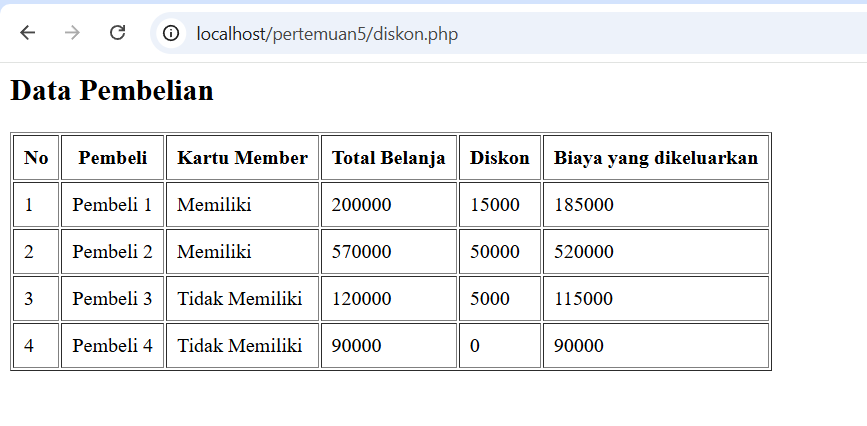 localhost/pertemuan5/diskon.php
Data Pembelian
No Pembeli Kartu Member Total Belanja Diskon Biaya yang dikeluarkan
1 Pembeli 1 Memiliki 200000 15000 185000
2 Pembeli 2 Memiliki 570000 50000 520000
3 Pembeli 3 Tidak Memiliki 120000 5000 115000
4 Pembeli 4 Tidak Memiliki 90000 0 90000